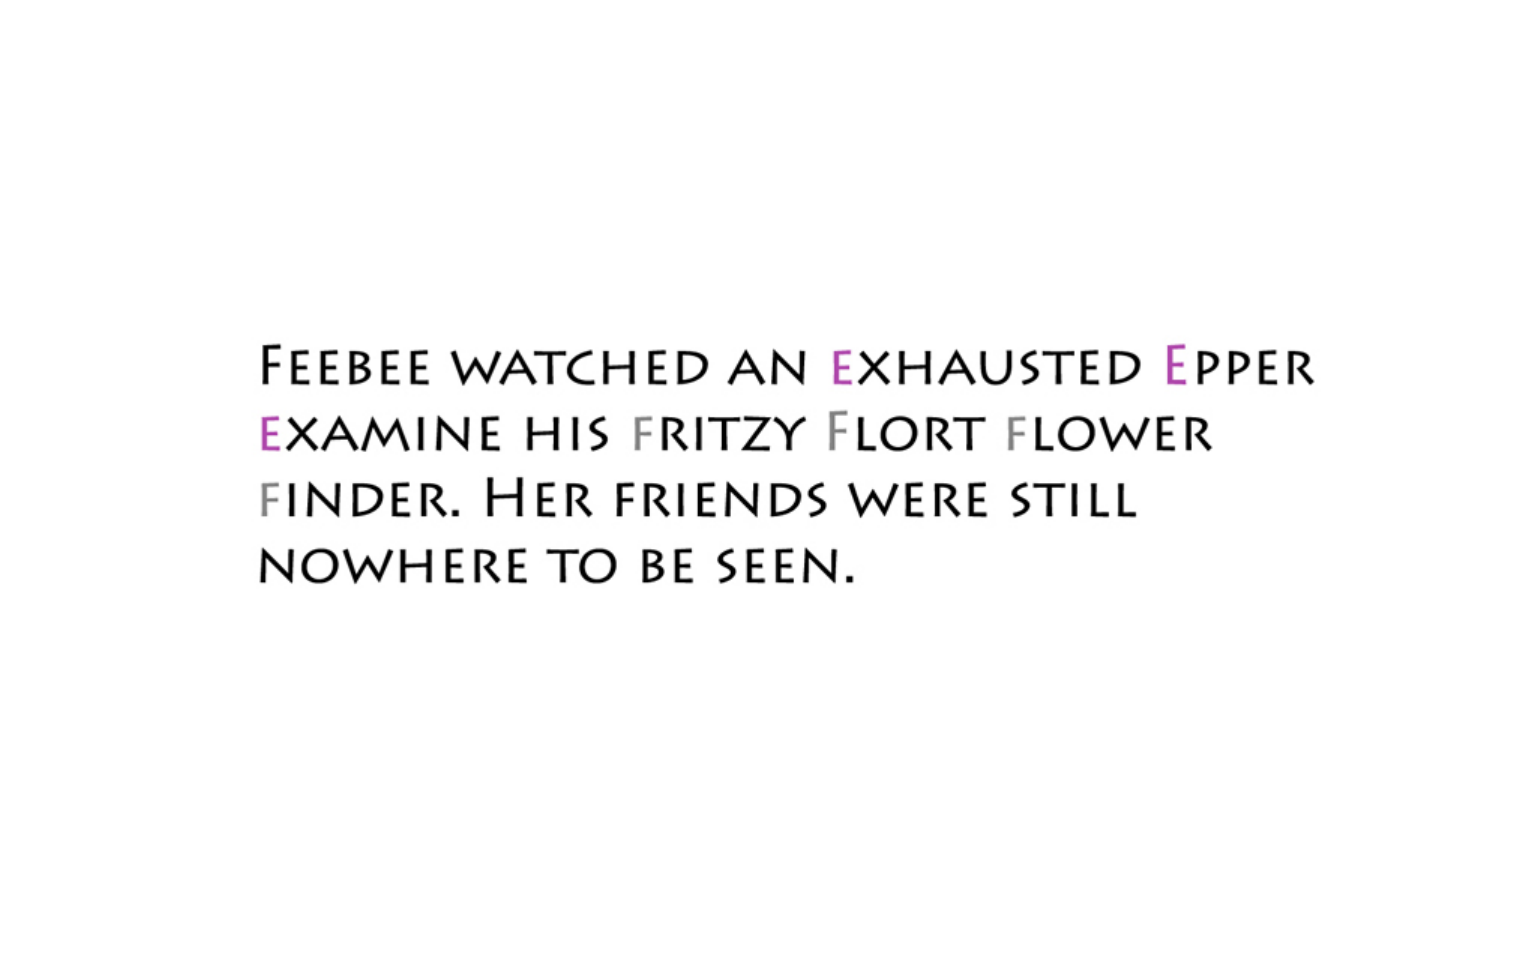 Feebee watched an exhausted Epper
examine his fritzy Flort flower
finder. Her friends were still
nowhere to be seen.